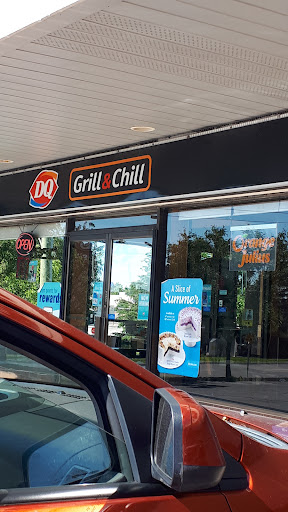 DQ
Grill&Chill
OPEN
Orange
Julius
rewards
A Slice of
Summer